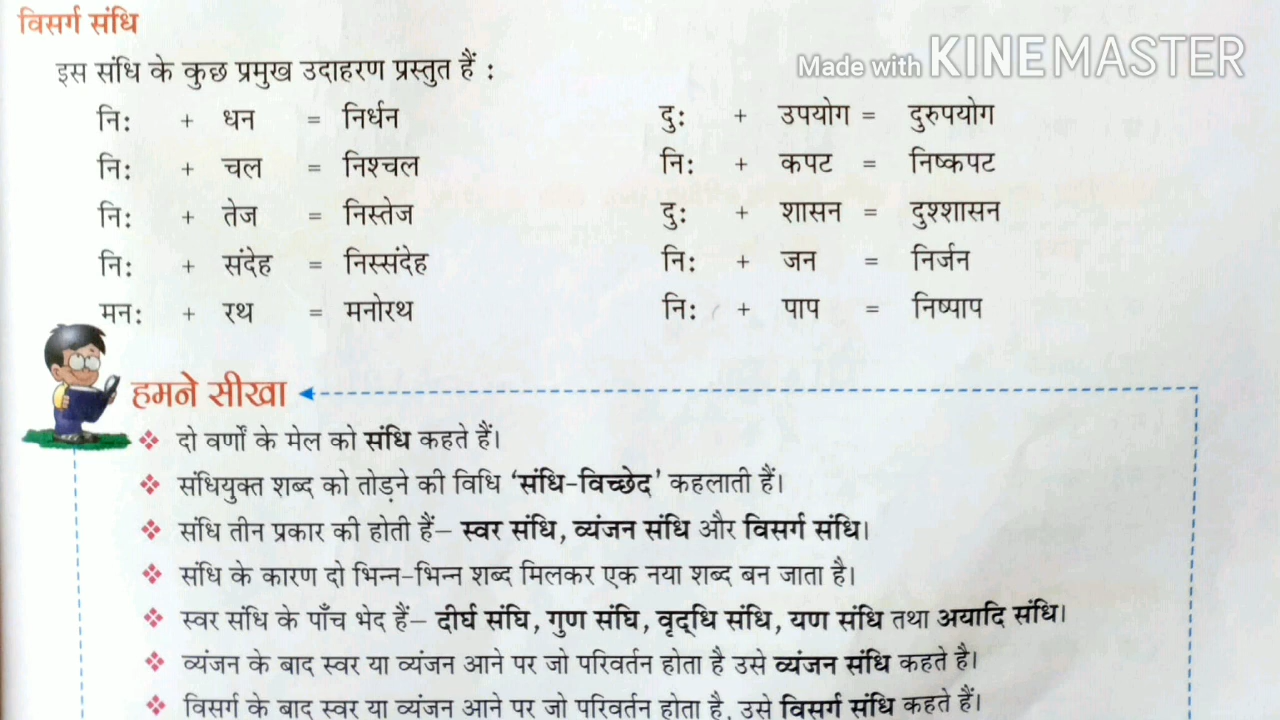 विसर्ग संधि
इस संधि के कुछ प्रमुख उदाहरण प्रस्तुत हैं :
Made with KINEMASTER
नि: + धन = निर्धन दु: + उपयोग = दुरुपयोग
नि: + चल = निश्चल नि: + कपट = निष्कपट
नि: + तेज = निस्तेज दु: + शासन = दुश्शासन
नि: + संदेह = निस्संदेह नि: + जन = निर्जन
मन: + रथ = मनोरथ नि: + पाप = निष्पाप
हमने सीखा
❖ दो वर्णों के मेल को संधि कहते हैं।
❖ संधियुक्त शब्द को तोड़ने की विधि ‘संधि-विच्छेद’ कहलाती हैं।
❖ संधि तीन प्रकार की होती हैं– स्वर संधि, व्यंजन संधि और विसर्ग संधि।
❖ संधि के कारण दो भिन्न-भिन्न शब्द मिलकर एक नया शब्द बन जाता है।
❖ स्वर संधि के पाँच भेद हैं– दीर्घ संधि, गुण संधि, वृद्धि संधि, यण संधि तथा अयादि संधि।
❖ व्यंजन के बाद स्वर या व्यंजन आने पर जो परिवर्तन होता है उसे व्यंजन संधि कहते है।
❖ विसर्ग के बाद स्वर या व्यंजन आने पर जो परिवर्तन होता है, उसे विसर्ग संधि कहते हैं।